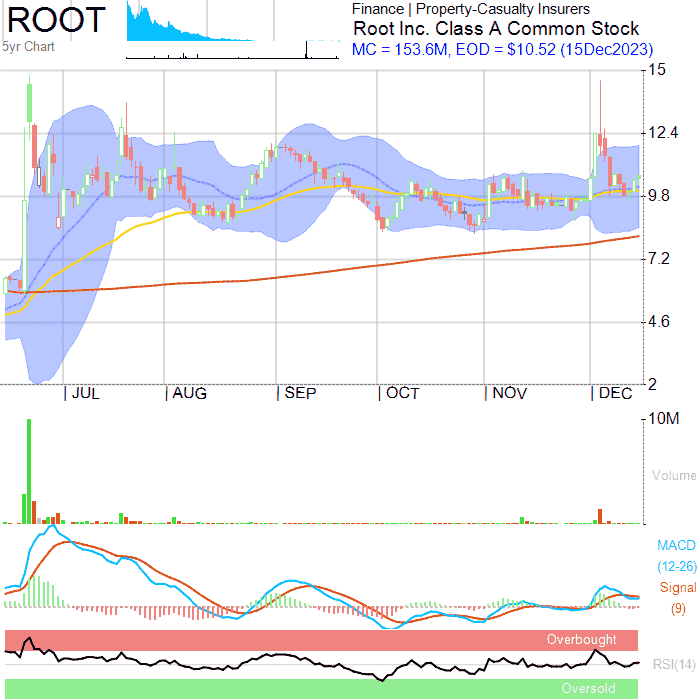 ROOT
5yr Chart
Finance | Property-Casualty Insurers
Root Inc. Class A Common Stock
MC = 153.6M, EOD = $10.52 (15Dec2023)
15
12.4
9.8
7.2
4.6
2
| JUL | AUG | SEP | OCT | NOV | DEC
10M
Volume
MACD
(12-26)
Signal
(9)
Overbought
RSI(14)
Oversold